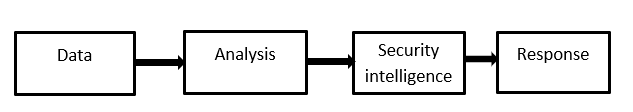 Data
Analysis
Security
intelligence
Response